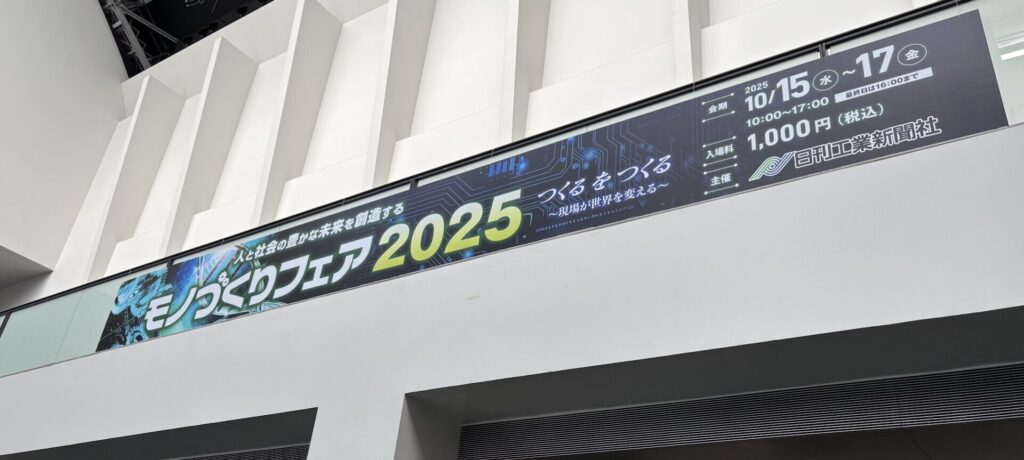 人と社会の豊かな未来を創造する
モノづくりフェア2025
つくるをつくる
～現場が世界を変える～
会期
2025
10/15(水)～17(金)
10:00～17:00 最終日は16:00まで
入場料 1,000円(税込)
主催 日刊工業新聞社